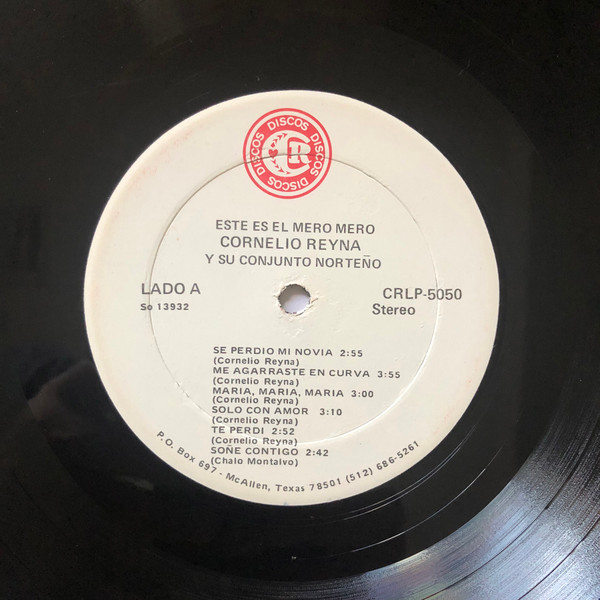 DISCOS DISCOS DISCOS DISCOS DISCOS
CR
ESTE ES EL MERO MERO
CORNELIO REYNA
Y SU CONJUNTO NORTEÑO
LADO A
So 13932
CRLP-5050
Stereo
SE PERDIO MI NOVIA 2:55
(Cornelio Reyna)
ME AGARRASTE EN CURVA 3:55
(Cornelio Reyna)
MARIA, MARIA, MARIA 3:00
(Cornelio Reyna)
SOLO CON AMOR 3:10
(Cornelio Reyna)
TE PERDI 2:52
(Cornelio Reyna)
SOÑE CONTIGO 2:42
(Chalo Montalvo)
P.O. Box 697 - McAllen, Texas 78501 (512) 686-5261